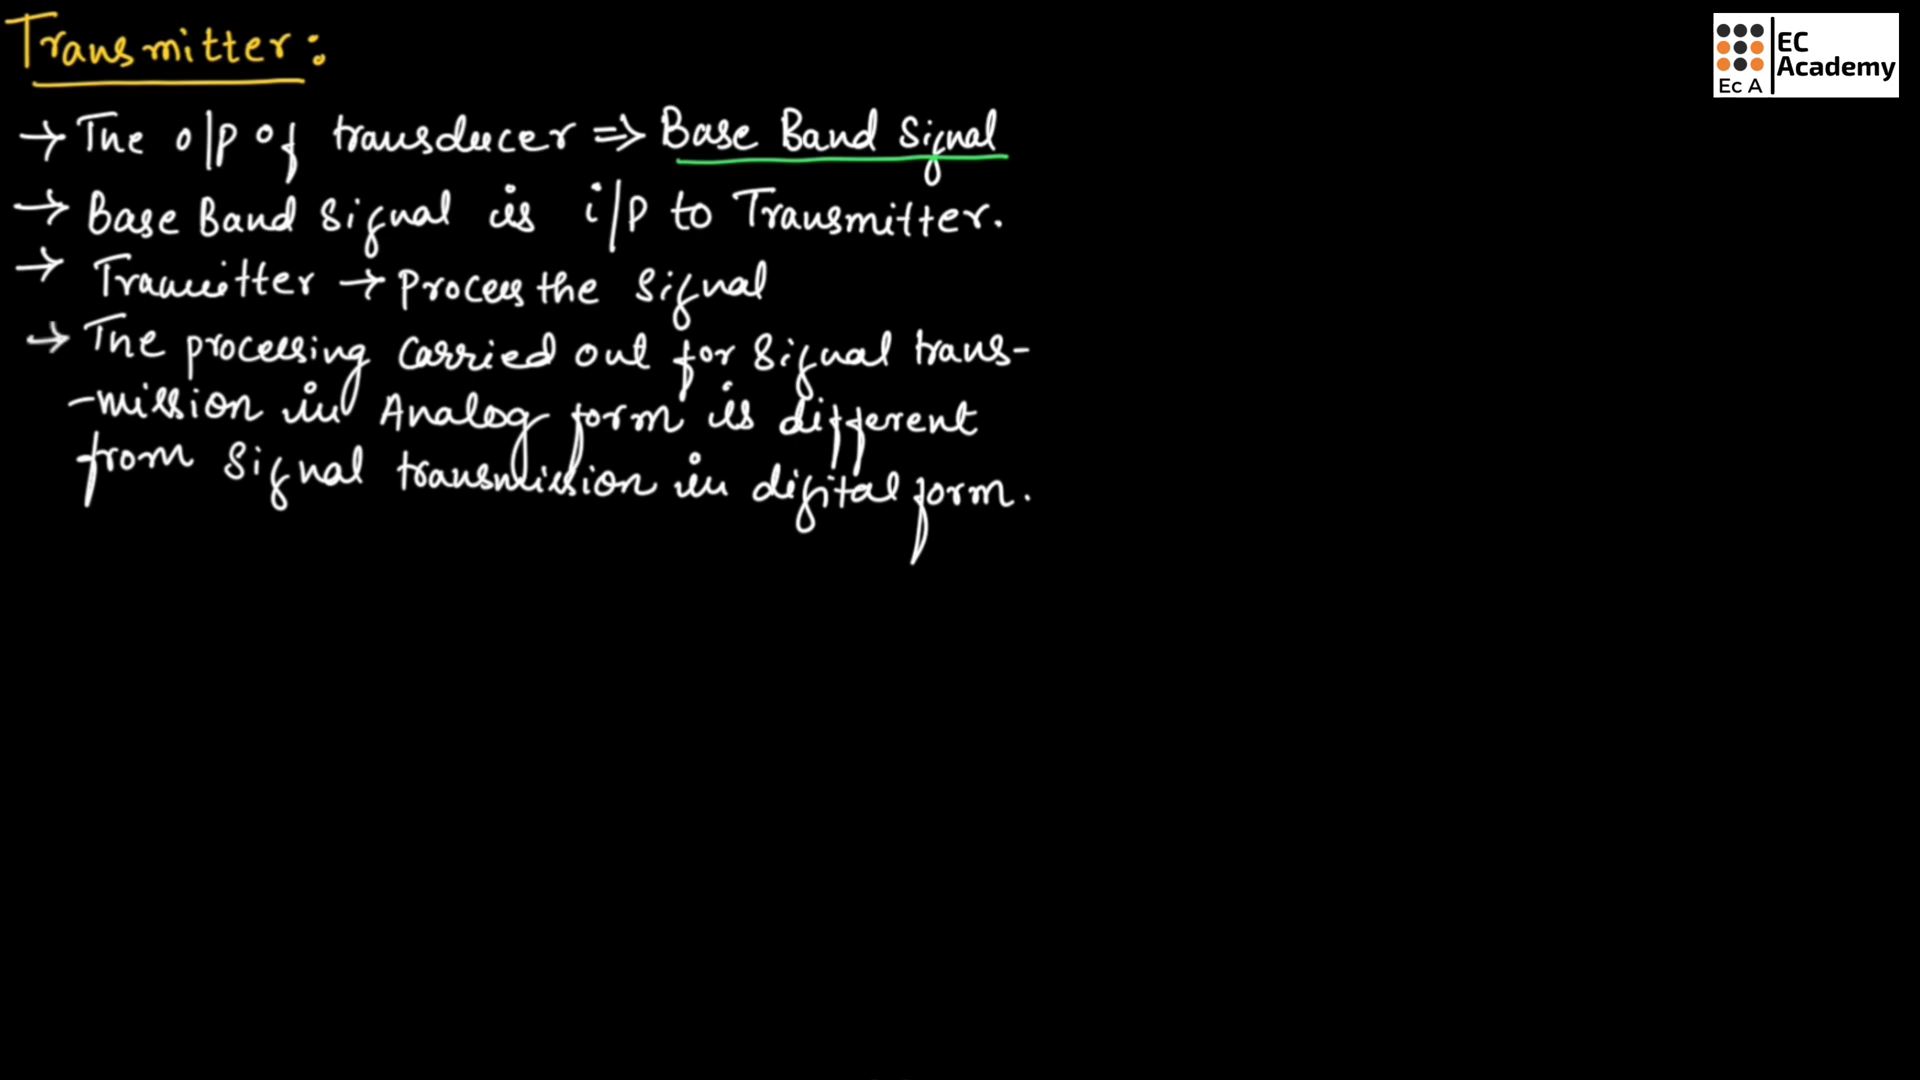 Transmitter:
→ The o/p of transducer ⇒ Base Band Signal
→ Base Band Signal is i/p to Transmitter.
→ Transmitter → Process the Signal
→ The processing carried out for Signal trans-
-mission in Analog form is different
from Signal transmission in digital form.
EC
Academy
Ec A